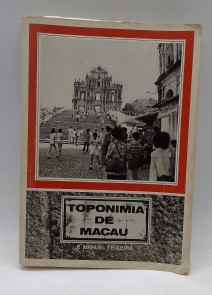 TOPONÍMIA
DE
MACAU
P. MANUEL TEIXEIRA